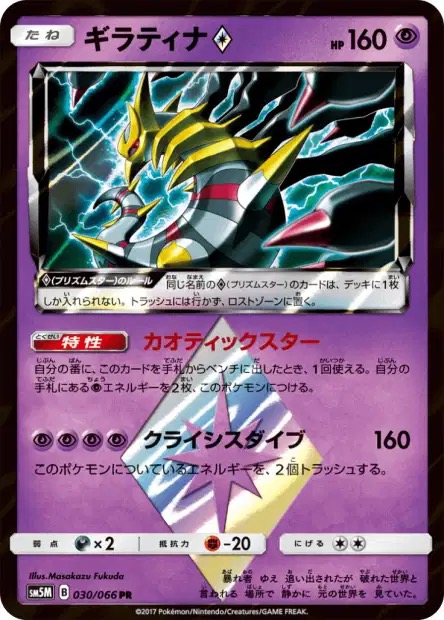 たね ギラティナ◇ HP160
◇(プリズムスター)のルール 同じ名前の◇(プリズムスター)のカードは、デッキに1枚
しか入れられない。トラッシュには行かず、ロストゾーンに置く。
特性 カオティックスター
自分の番に、このカードを手札からベンチに出したとき、1回使える。自分の
手札にある超エネルギーを2枚、このポケモンにつける。
クライシスダイブ 160
このポケモンについているエネルギーを、2個トラッシュする。
弱点 ×2 抵抗力 -20 にげる
Illus.Masakazu Fukuda
暴れ者 ゆえ 追い出されたが 破れた世界と
言われる 場所で 静かに 元の世界を 見ていた。
SM5M B 030/066 PR
©2017 Pokémon/Nintendo/Creatures/GAME FREAK.